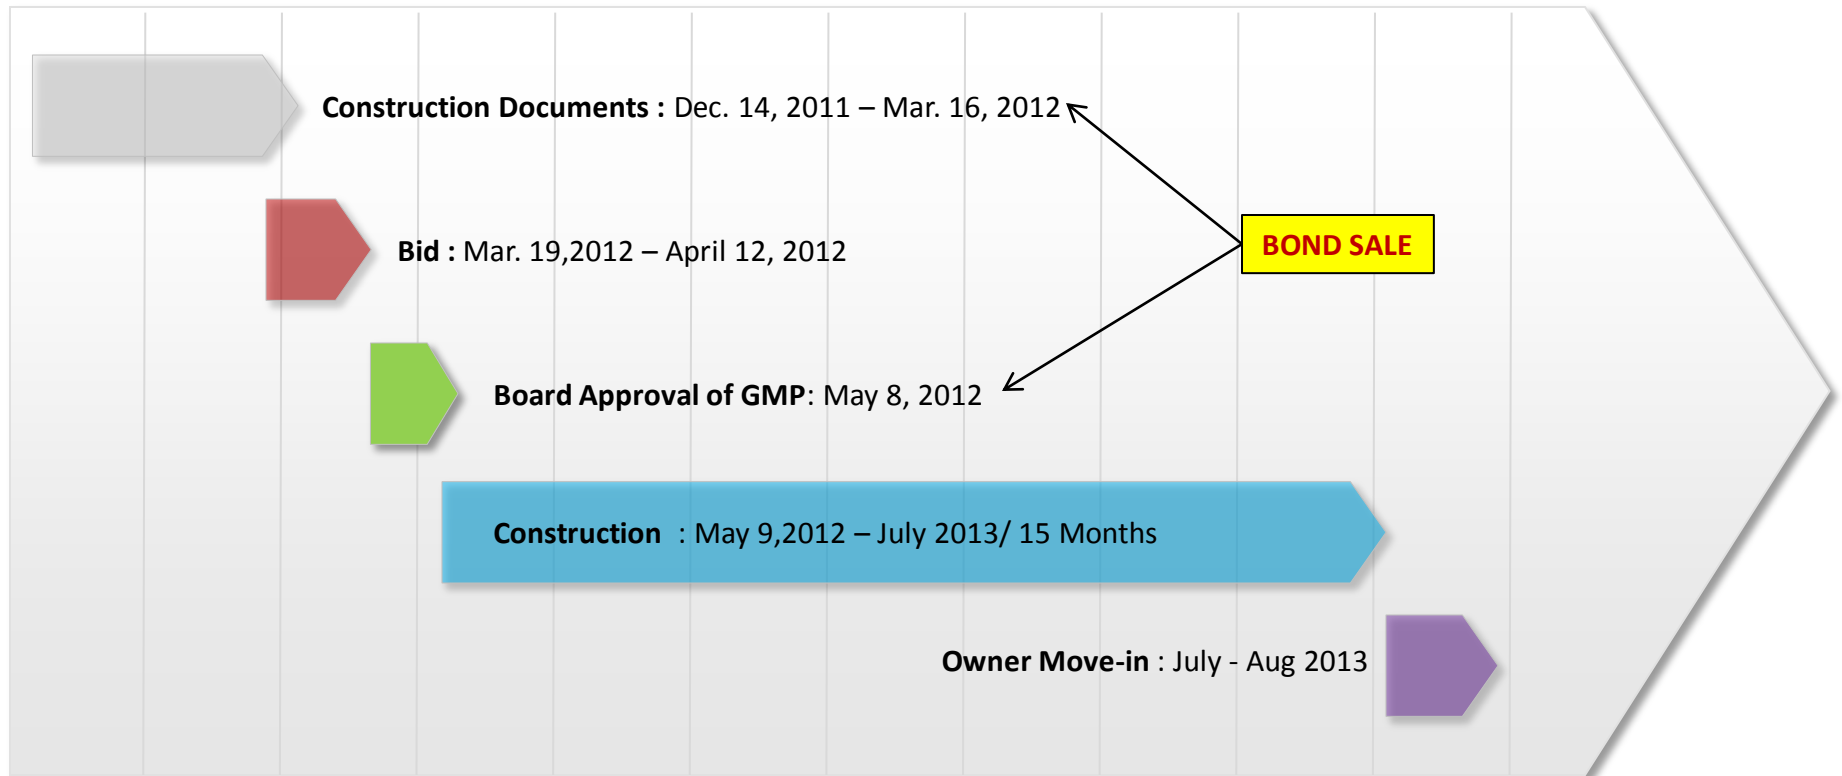 Construction Documents : Dec. 14, 2011 – Mar. 16, 2012
Bid : Mar. 19,2012 – April 12, 2012
BOND SALE
Board Approval of GMP: May 8, 2012
Construction : May 9,2012 – July 2013/ 15 Months
Owner Move-in : July - Aug 2013